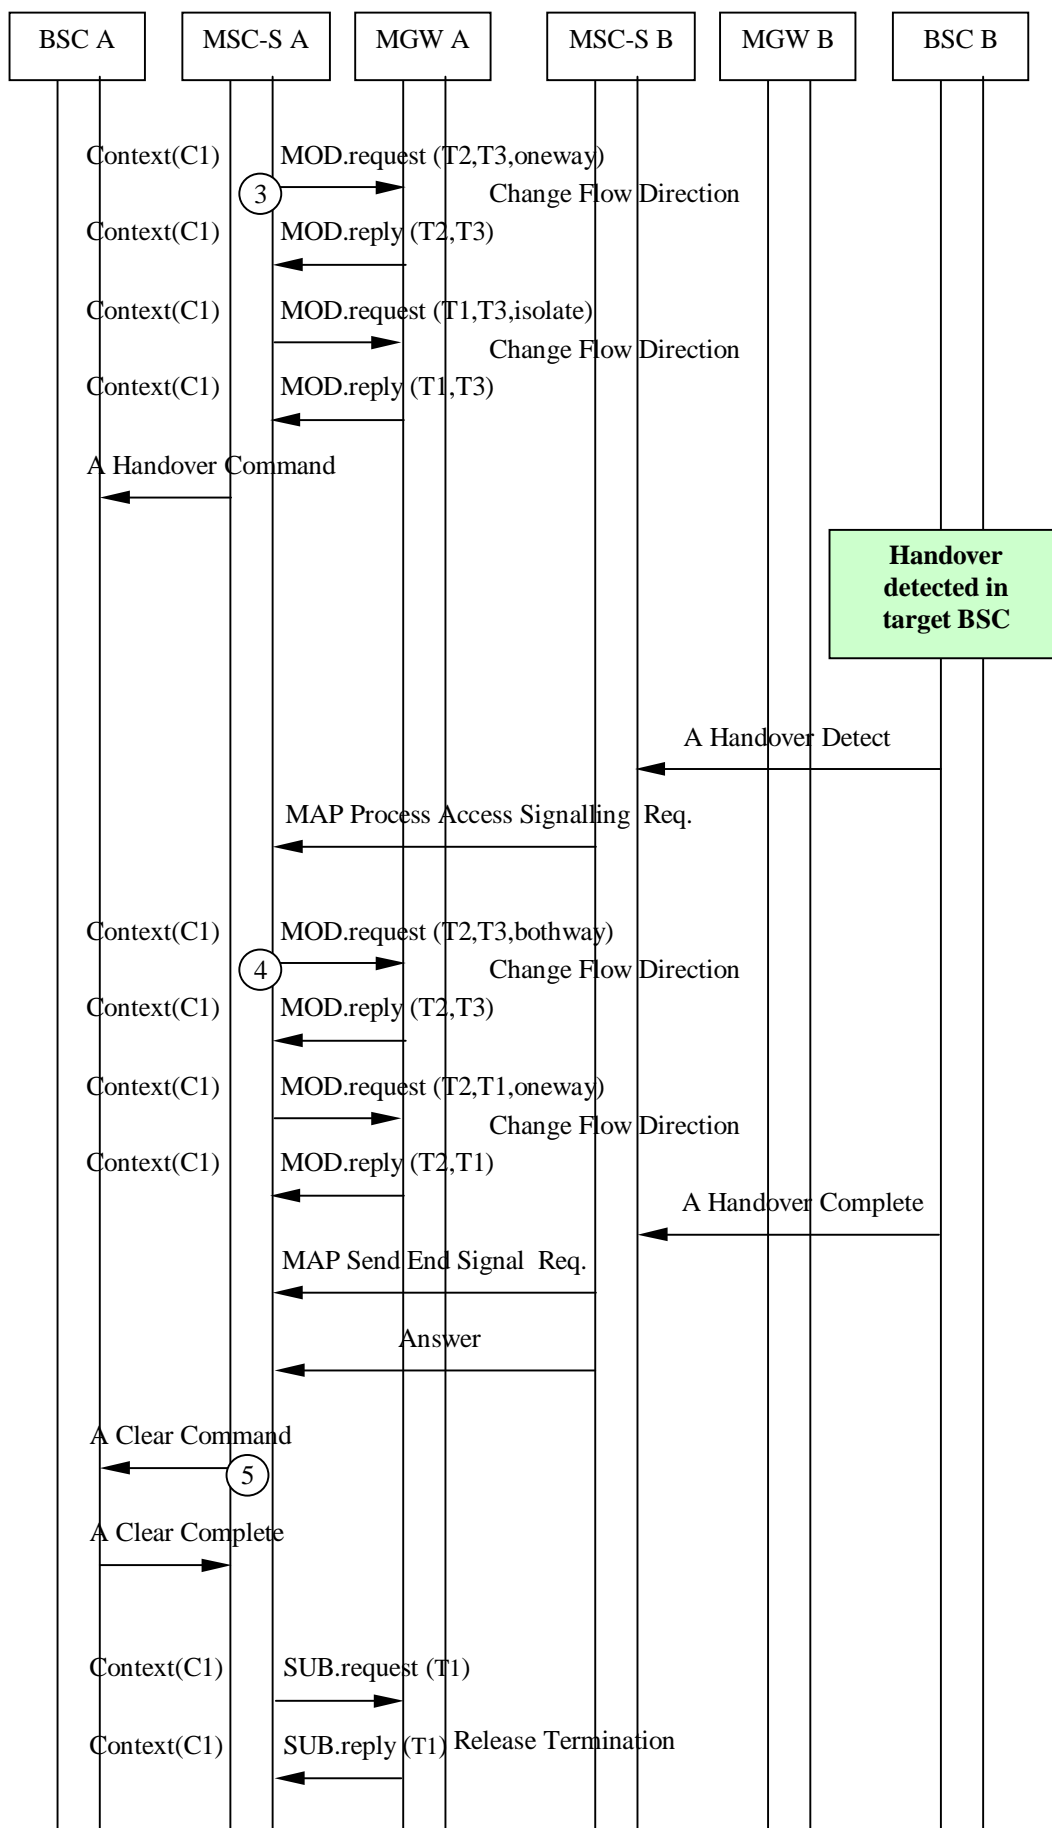 BSC A MSC-S A MGW A MSC-S B MGW B BSC B
Context(C1) MOD.request (T2,T3,oneway)
3 Change Flow Direction
Context(C1) MOD.reply (T2,T3)
Context(C1) MOD.request (T1,T3,isolate)
Change Flow Direction
Context(C1) MOD.reply (T1,T3)
A Handover Command
Handover
detected in
target BSC
A Handover Detect
MAP Process Access Signalling Req.
Context(C1) MOD.request (T2,T3,bothway)
4 Change Flow Direction
Context(C1) MOD.reply (T2,T3)
Context(C1) MOD.request (T2,T1,oneway)
Change Flow Direction
Context(C1) MOD.reply (T2,T1)
A Handover Complete
MAP Send End Signal Req.
Answer
A Clear Command
5
A Clear Complete
Context(C1) SUB.request (T1)
Context(C1) SUB.reply (T1) Release Termination